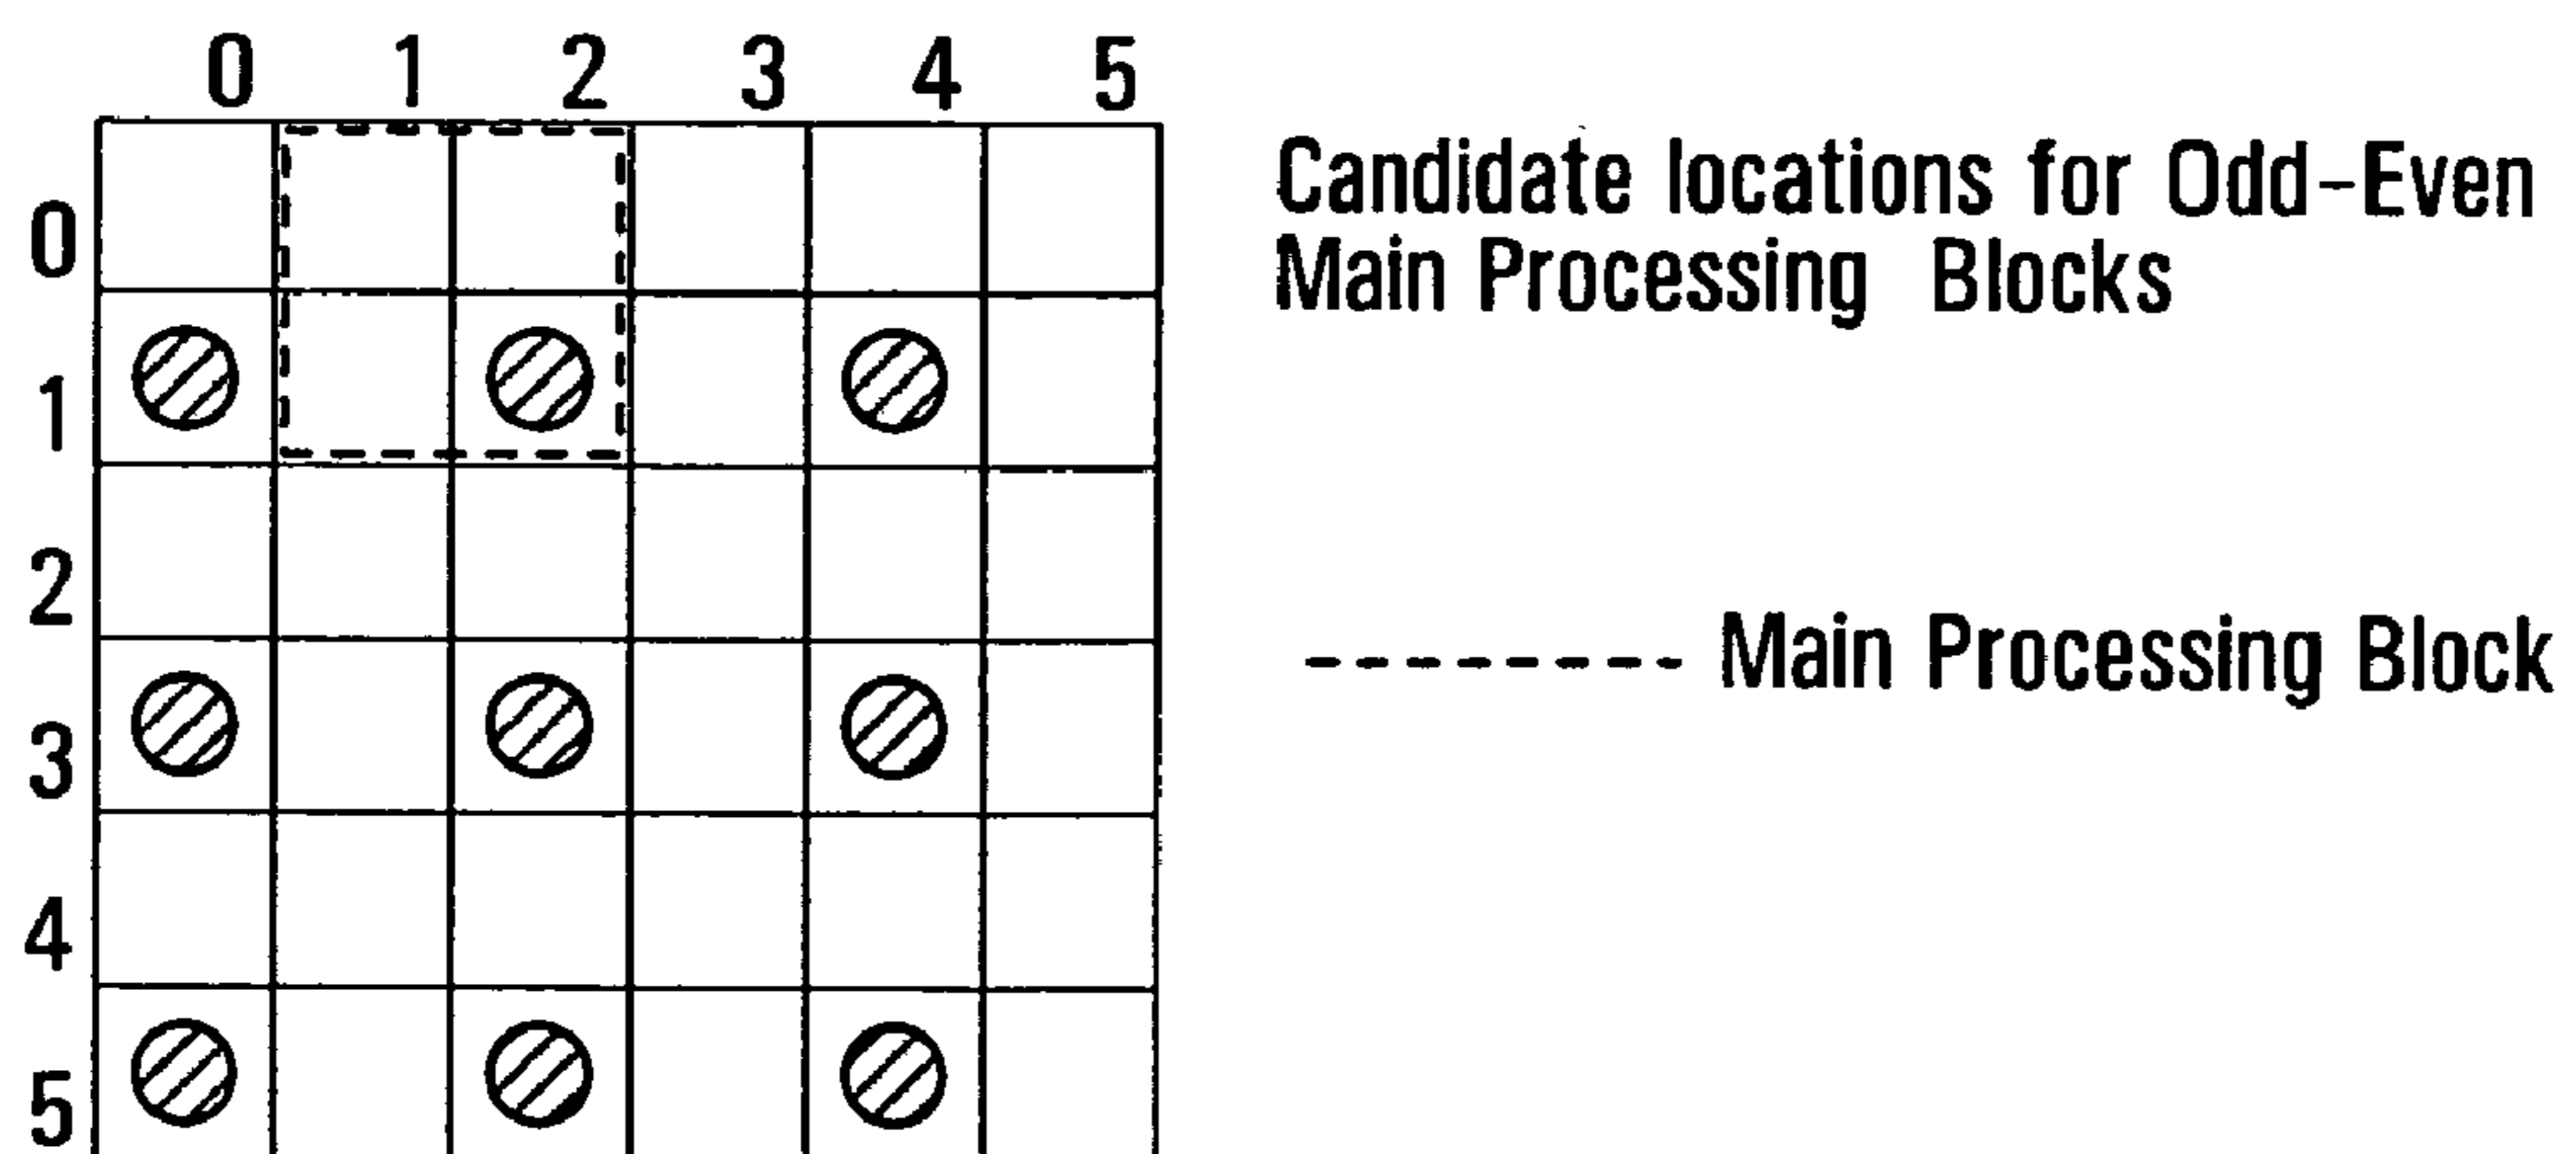 0 1 2 3 4 5
Candidate locations for Odd-Even
0
Main Processing Blocks
1
2
- - - - - - - - Main Processing Block
3
4
5